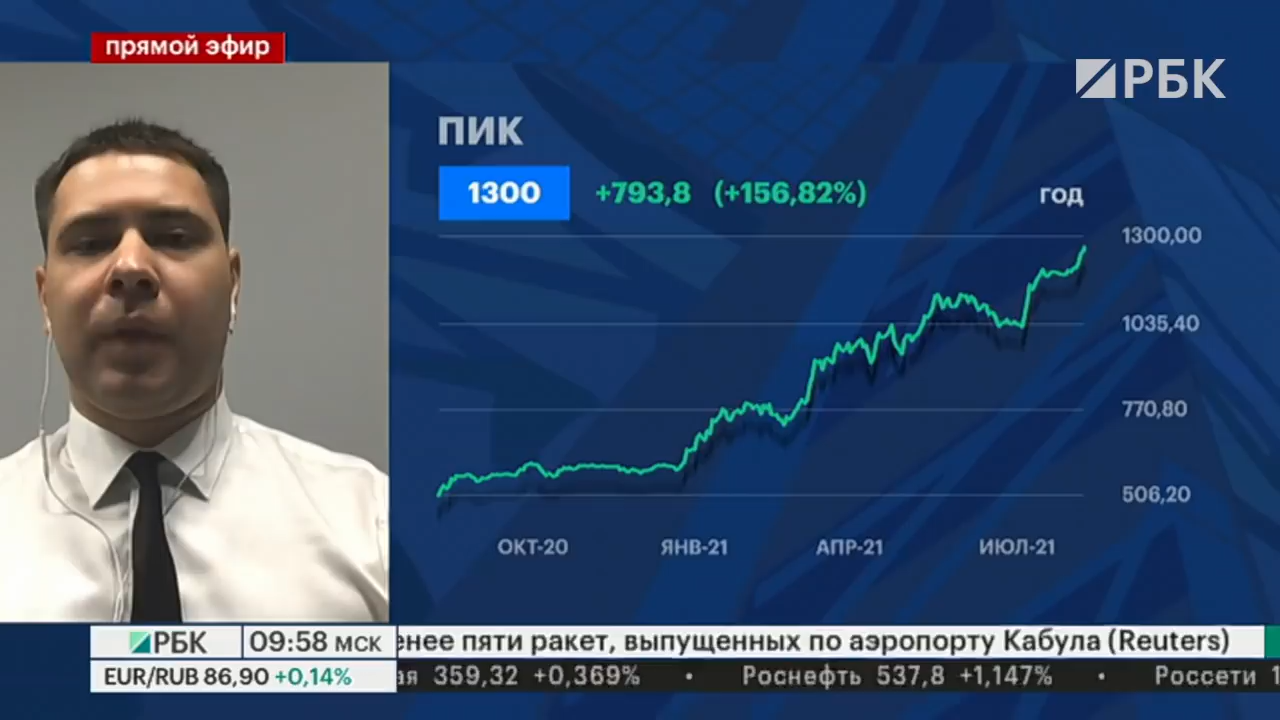 прямой эфир
РБК
ПИК
1300 +793,8 (+156,82%) ГОД
1300,00
1035,40
770,80
506,20
ОКТ-20 ЯНВ-21 АПР-21 ИЮЛ-21
РБК 09:58 МСК енее пяти ракет, выпущенных по аэропорту Кабула (Reuters)
EUR/RUB 86,90 +0,14% ая 359,32 +0,369% • Роснефть 537,8 +1,147% • Россети 1